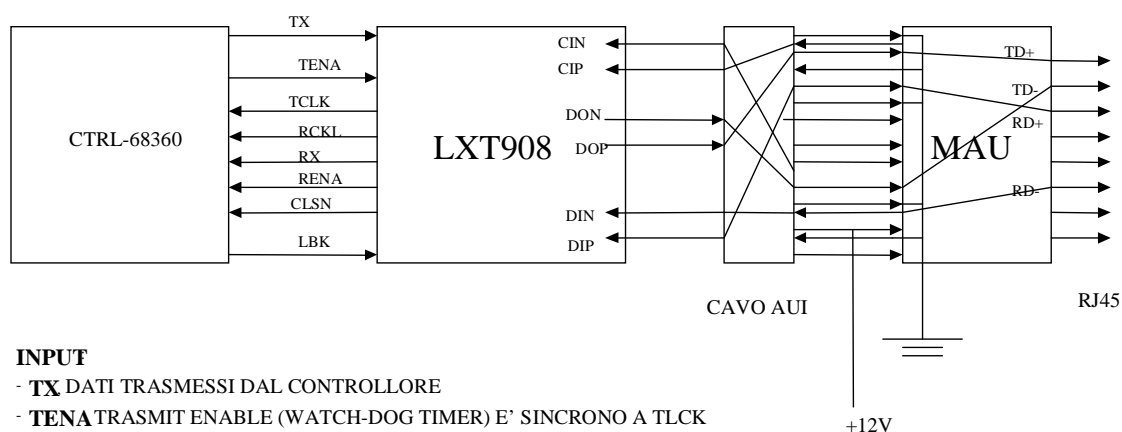 TX
TENA
TCLK
RCKL
RX
RENA
CLSN
LBK
CTRL-68360
LXT908
CIN
CIP
DON
DOP
DIN
DIP
MAU
TD+
TD-
RD+
RD-
CAVO AUI
RJ45
+12V
INPUT
- TX DATI TRASMESSI DAL CONTROLLORE
- TENA TRASMIT ENABLE (WATCH-DOG TIMER) E' SINCRONO A TLCK